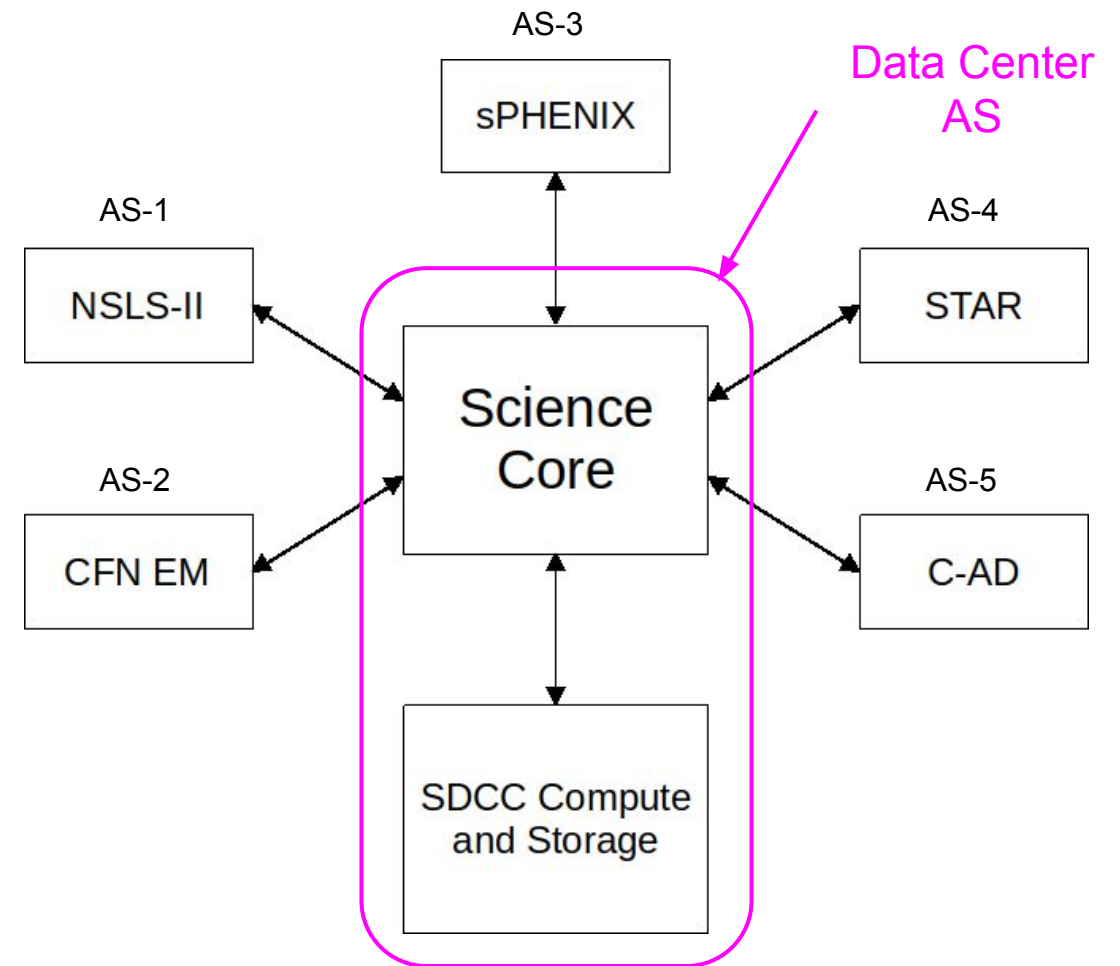 AS-3
sPHENIX
Data Center
AS
AS-1
NSLS-II
AS-4
STAR
Science
Core
AS-2
CFN EM
AS-5
C-AD
SDCC Compute
and Storage